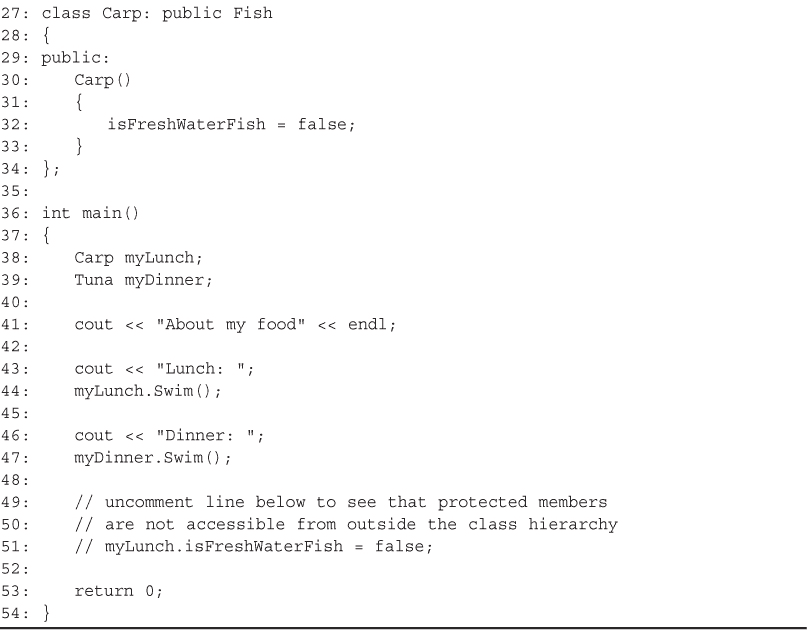 27: class Carp: public Fish
28: {
29: public:
30:    Carp()
31:    {
32:       isFreshWaterFish = false;
33:    }
34: };
35:
36: int main()
37: {
38:    Carp myLunch;
39:    Tuna myDinner;
40:
41:    cout << "About my food" << endl;
42:
43:    cout << "Lunch: ";
44:    myLunch.Swim();
45:
46:    cout << "Dinner: ";
47:    myDinner.Swim();
48:
49:    // uncomment line below to see that protected members
50:    // are not accessible from outside the class hierarchy
51:    // myLunch.isFreshWaterFish = false;
52:
53:    return 0;
54: }